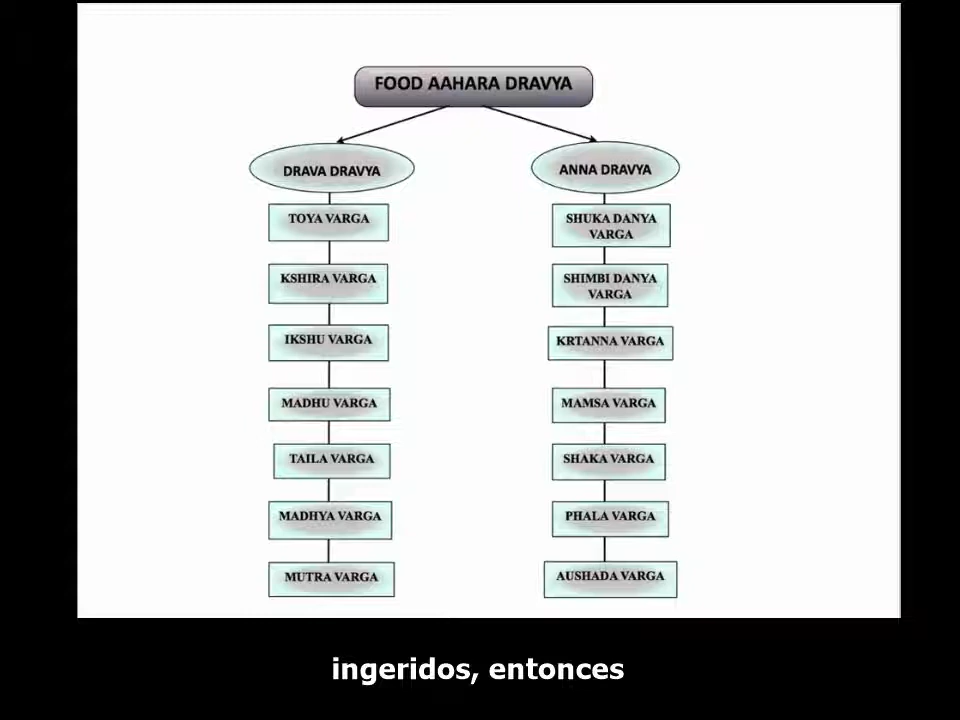 FOOD AAHARA DRAVYA
DRAVA DRAVYA
TOYA VARGA
KSHIRA VARGA
IKSHU VARGA
MADHU VARGA
TAILA VARGA
MADHYA VARGA
MUTRA VARGA
ANNA DRAVYA
SHUKA DANYA
VARGA
SHIMBI DANYA
VARGA
KRTANNA VARGA
MAMSA VARGA
SHAKA VARGA
PHALA VARGA
AUSHADA VARGA
ingeridos, entonces